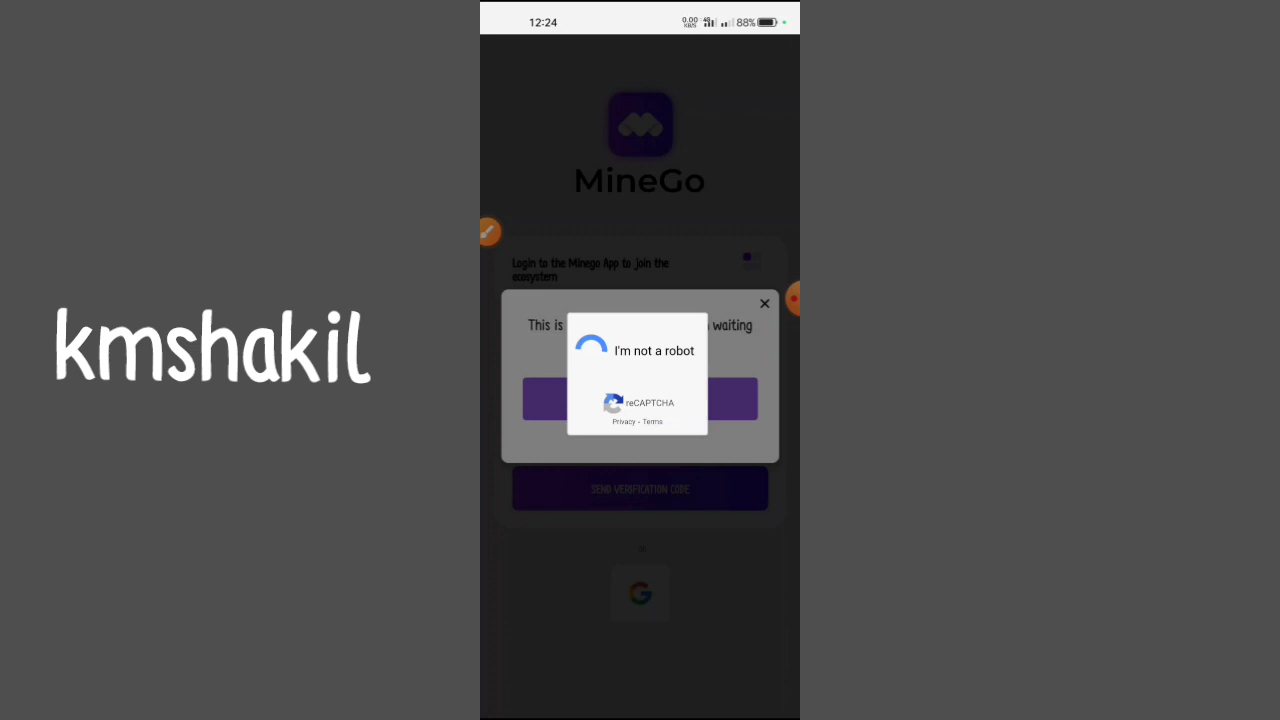 12:24
0.00 KB/S 4G 88%
MineGo
Login to the Minego App to join the
ecosystem
This is waiting
I'm not a robot
reCAPTCHA
Privacy - Terms
SEND VERIFICATION CODE
kmshakil